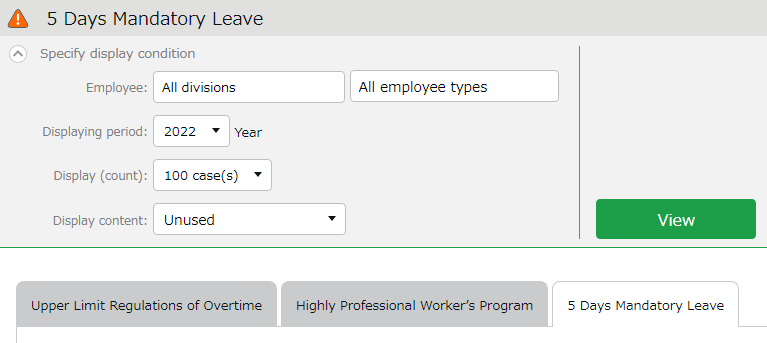 5 Days Mandatory Leave
Specify display condition
Employee: All divisions All employee types
Displaying period: 2022 Year
Display (count): 100 case(s)
Display content: Unused
View
Upper Limit Regulations of Overtime Highly Professional Worker's Program 5 Days Mandatory Leave